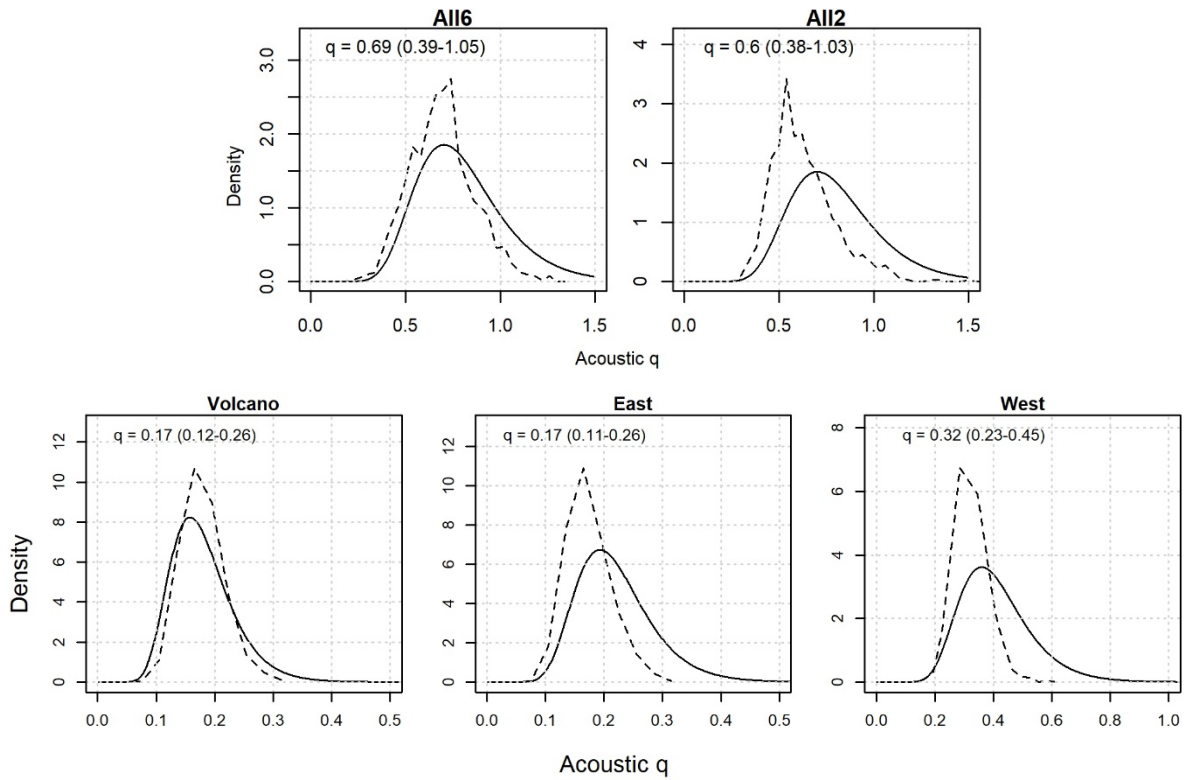 All6
q = 0.69 (0.39-1.05)
Density
0.0 1.0 2.0 3.0
0.0 0.5 1.0 1.5
All2
q = 0.6 (0.38-1.03)
0 1 2 3 4
0.0 0.5 1.0 1.5
Acoustic q
Volcano
q = 0.17 (0.12-0.26)
Density
0 2 4 6 8 10 12
0.0 0.1 0.2 0.3 0.4 0.5
East
q = 0.17 (0.11-0.26)
0 2 4 6 8 10 12
0.0 0.1 0.2 0.3 0.4 0.5
West
q = 0.32 (0.23-0.45)
0 2 4 6 8
0.0 0.2 0.4 0.6 0.8 1.0
Acoustic q